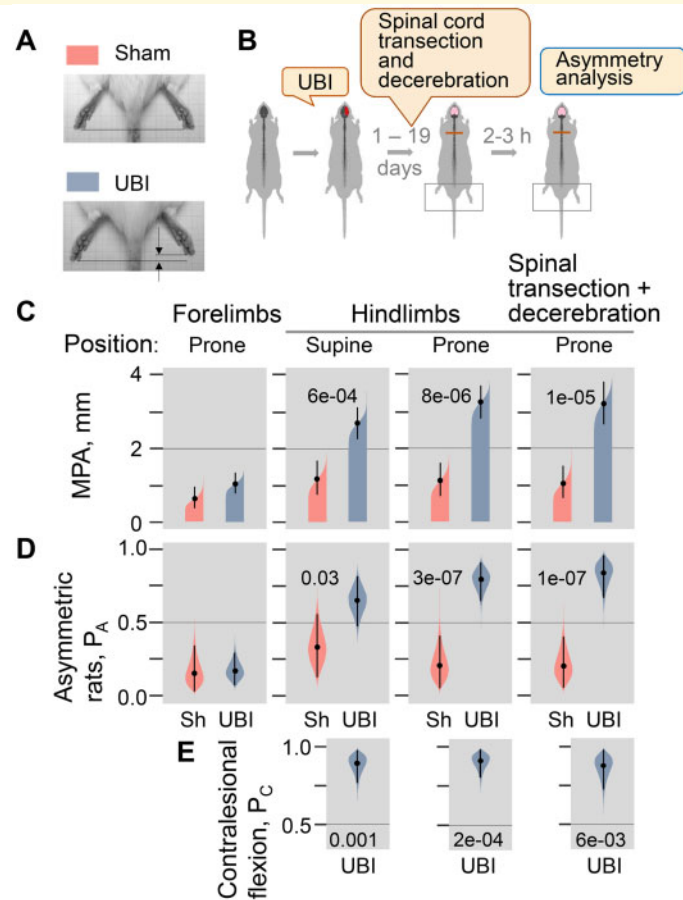 A
Sham
UBI
B
UBI
Spinal cord
transection
and
decerebration
Asymmetry
analysis
1 – 19
days
2-3 h
C
Forelimbs
Hindlimbs
Spinal
transection +
decerebration
Position:
Prone
Supine
Prone
Prone
MPA, mm
4
2
0
6e-04
8e-06
1e-05
D
Asymmetric
rats, P_A
1.0
0.5
0.0
0.03
3e-07
1e-07
Sh UBI
Sh UBI
Sh UBI
Sh UBI
E
Contralesional
flexion, P_C
1.0
0.5
0.001
2e-04
6e-03
UBI
UBI
UBI